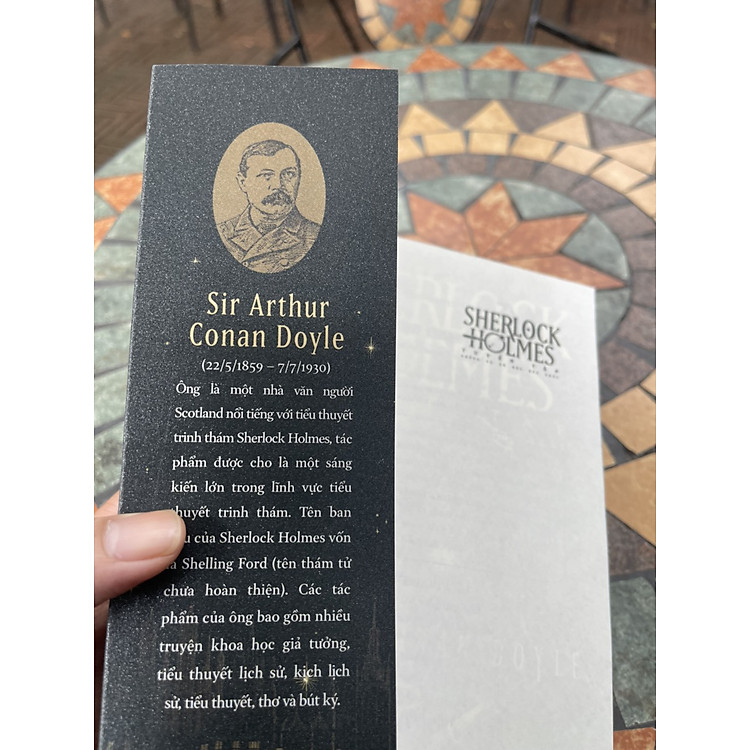 Sir Arthur
Conan Doyle
(22/5/1859 – 7/7/1930)
Ông là một nhà văn người
Scotland nổi tiếng với tiểu thuyết
trinh thám Sherlock Holmes, tác
phẩm được cho là một sáng
kiến lớn trong lĩnh vực tiểu
thuyết trinh thám. Tên ban
của Sherlock Holmes vốn
Shelling Ford (tên thám tử
chưa hoàn thiện). Các tác
phẩm của ông bao gồm nhiều
truyện khoa học giả tưởng,
tiểu thuyết lịch sử, kịch lịch
sử, tiểu thuyết, thơ và bút ký.
SHERLOCK
HOLMES
tuyển tập